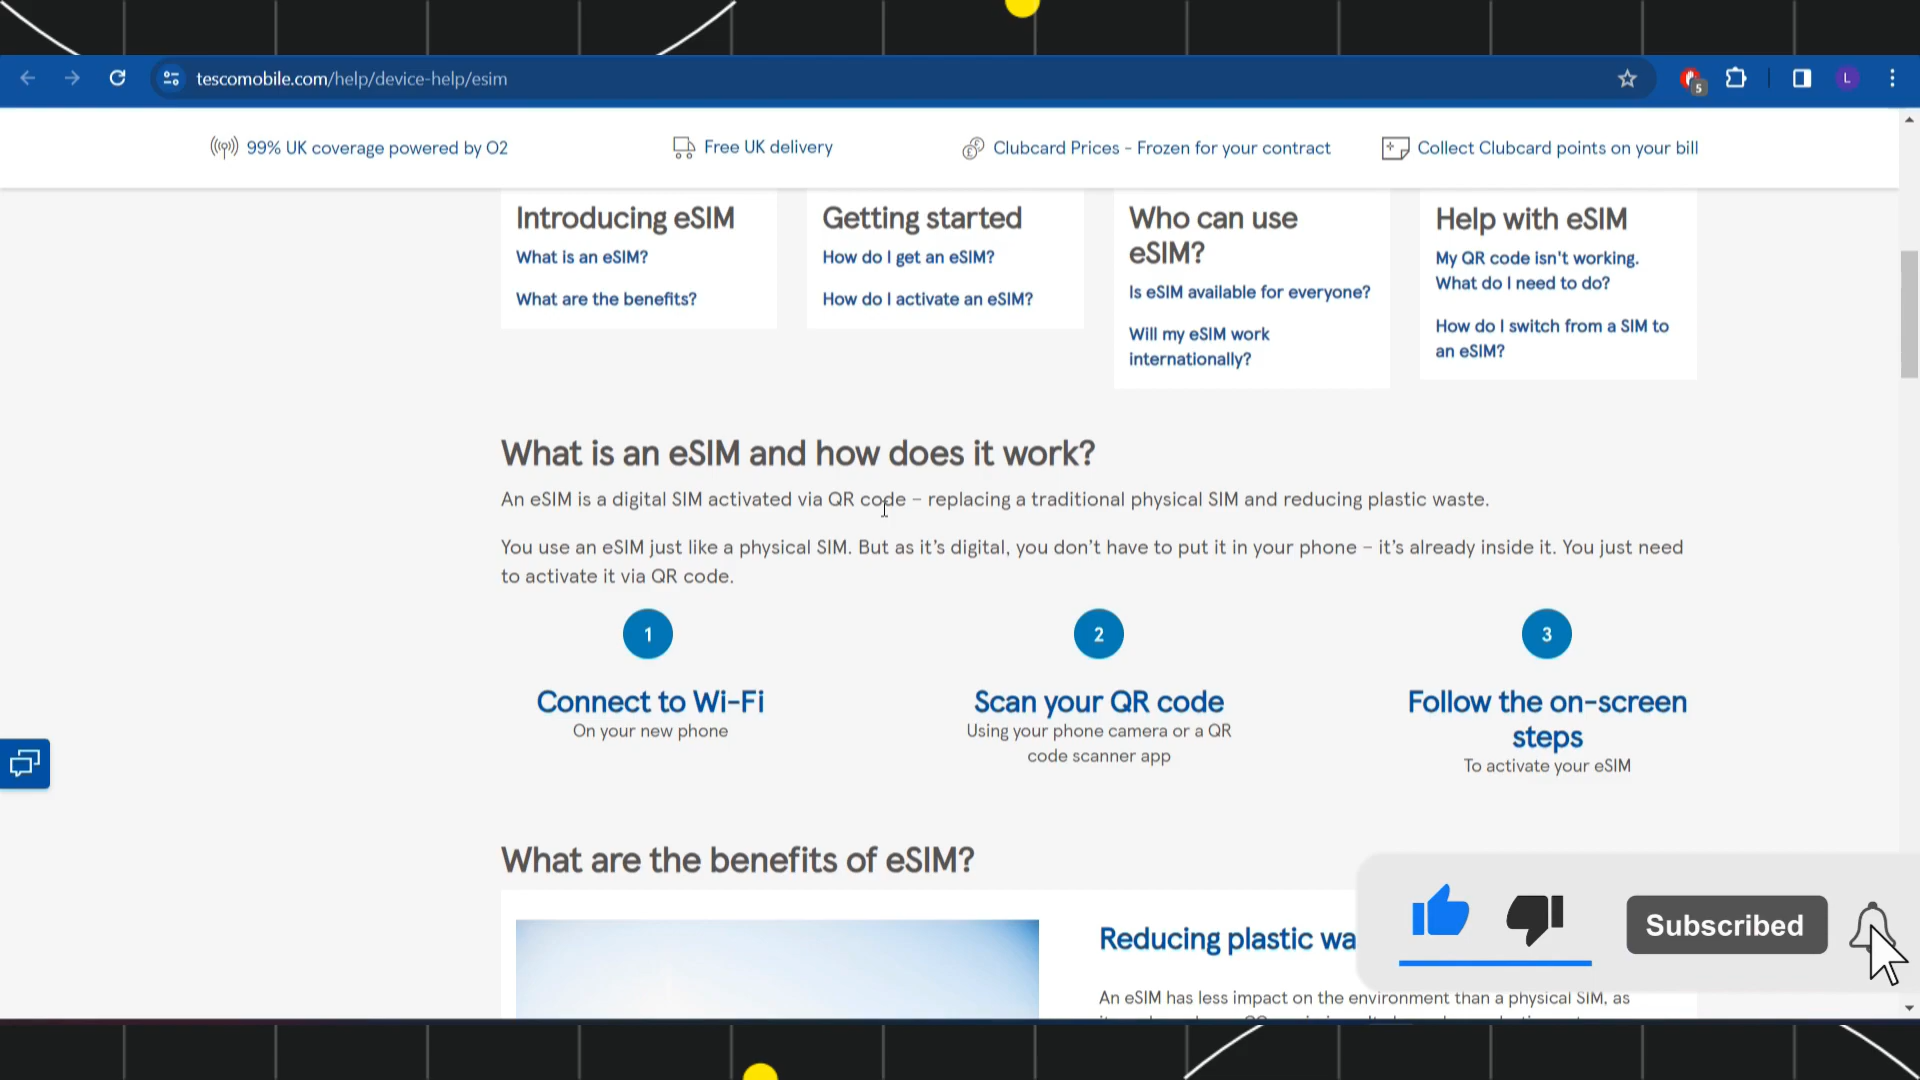 tescomobile.com/help/device-help/esim
5
L
99% UK coverage powered by O2
Free UK delivery
Clubcard Prices - Frozen for your contract
Collect Clubcard points on your bill
Introducing eSIM
What is an eSIM?
What are the benefits?
Getting started
How do I get an eSIM?
How do I activate an eSIM?
Who can use
eSIM?
Is eSIM available for everyone?
Will my eSIM work
internationally?
Help with eSIM
My QR code isn't working.
What do I need to do?
How do I switch from a SIM to
an eSIM?
What is an eSIM and how does it work?
An eSIM is a digital SIM activated via QR code – replacing a traditional physical SIM and reducing plastic waste.
You use an eSIM just like a physical SIM. But as it's digital, you don't have to put it in your phone – it's already inside it. You just need
to activate it via QR code.
1
Connect to Wi-Fi
On your new phone
2
Scan your QR code
Using your phone camera or a QR
code scanner app
3
Follow the on-screen
steps
To activate your eSIM
What are the benefits of eSIM?
Reducing plastic wa
An eSIM has less impact on the environment than a physical SIM, as
Subscribed